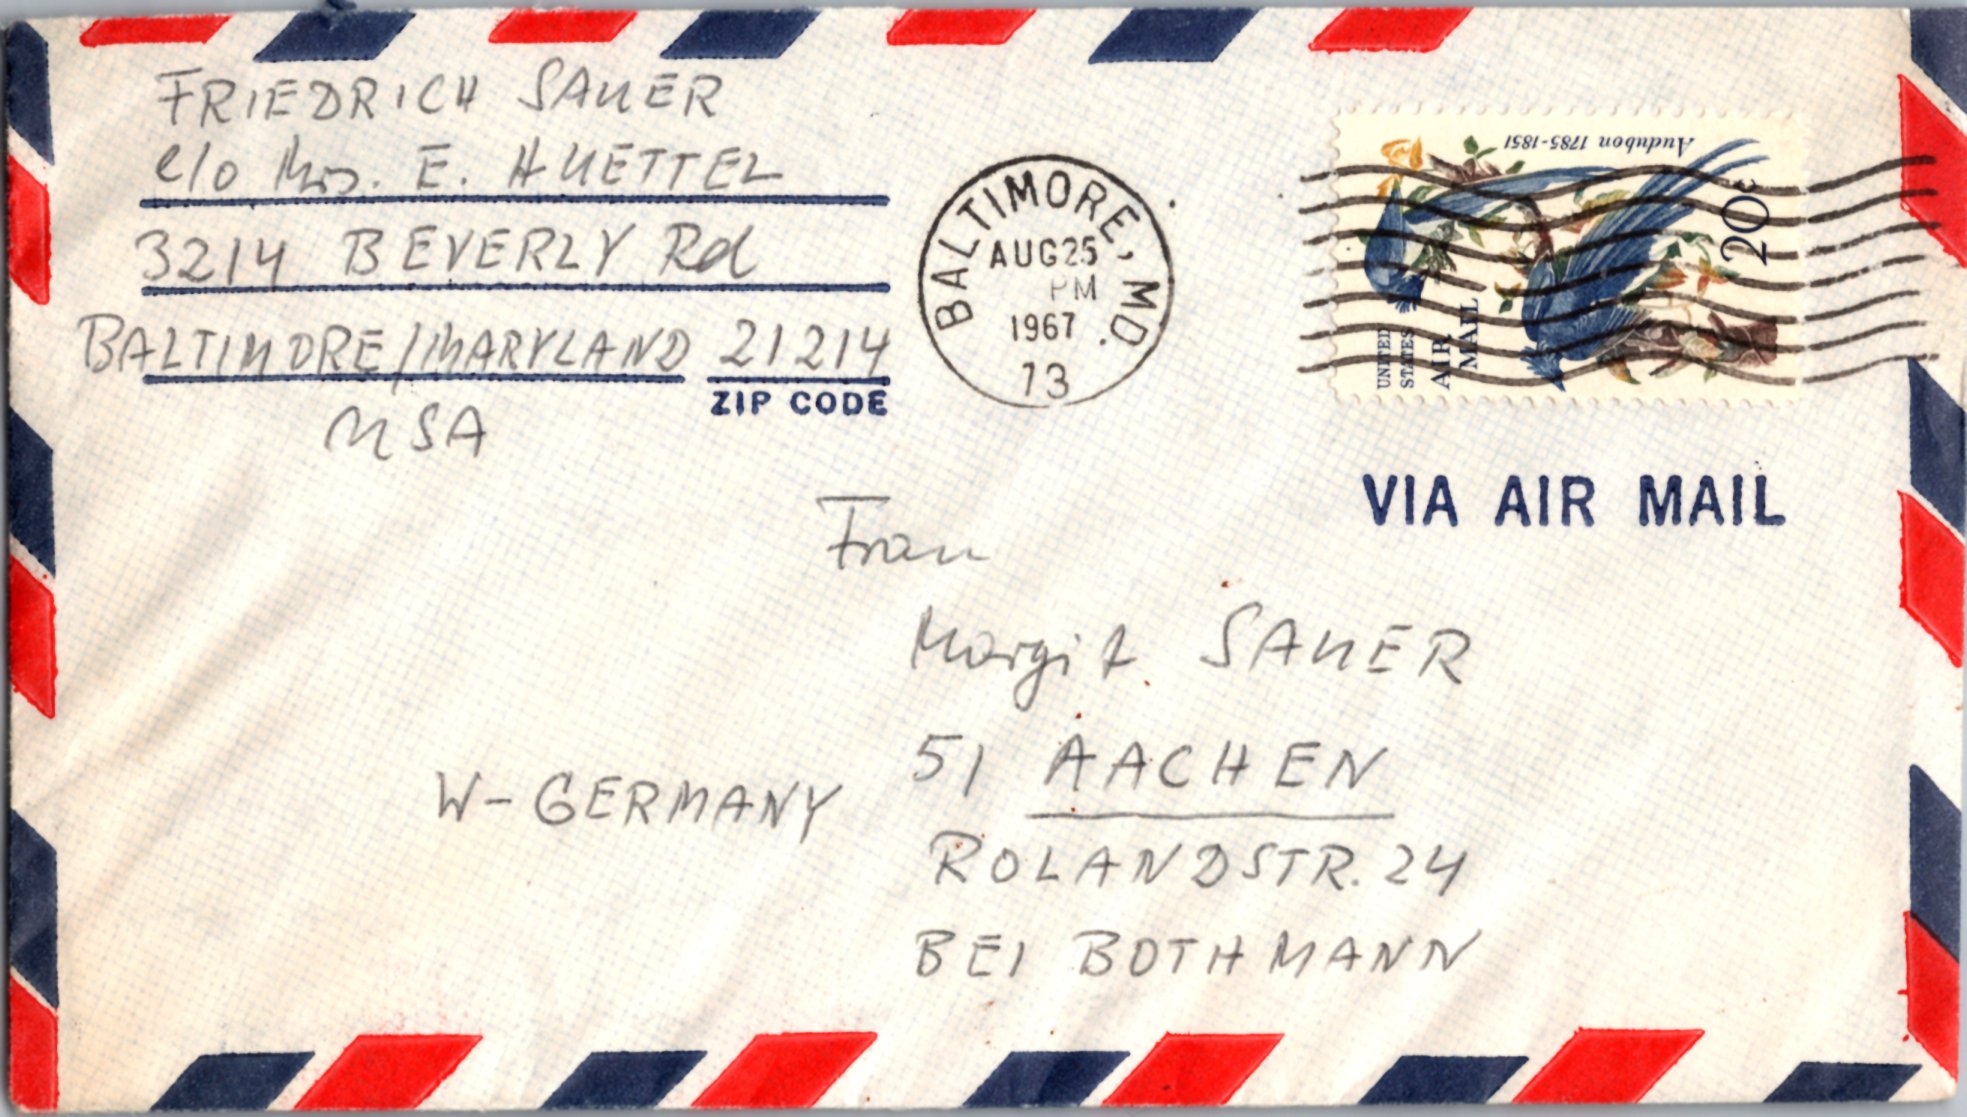 FRIEDRICH SAUER
c/o Mrs. E. HUETTEL
3214 BEVERLY Rd
BALTIMORE/MARYLAND 21214
ZIP CODE
USA
BALTIMORE, MD.
AUG 25
PM
1967
13
Audubon 1785-1851
20c
UNITED
STATES
AIR
MAIL
VIA AIR MAIL
Frau
Margit SAUER
51 AACHEN
W-GERMANY
ROLANDSTR. 24
BEI BOTHMANN